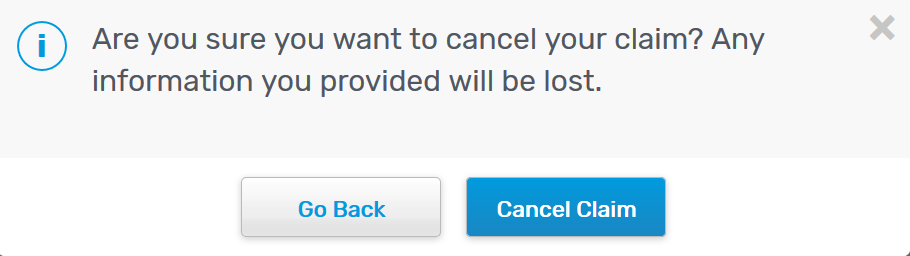 Are you sure you want to cancel your claim? Any
information you provided will be lost.
Go Back
Cancel Claim